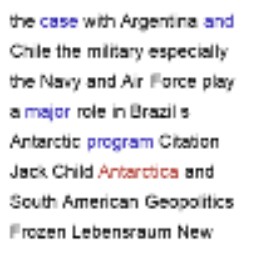 the case with Argentina and
Chile the military especially
the Navy and Air Force play
a major role in Brazil s
Antarctic program Citation
Jack Child Antarctica and
South American Geopolitics
Frozen Lebensraum New